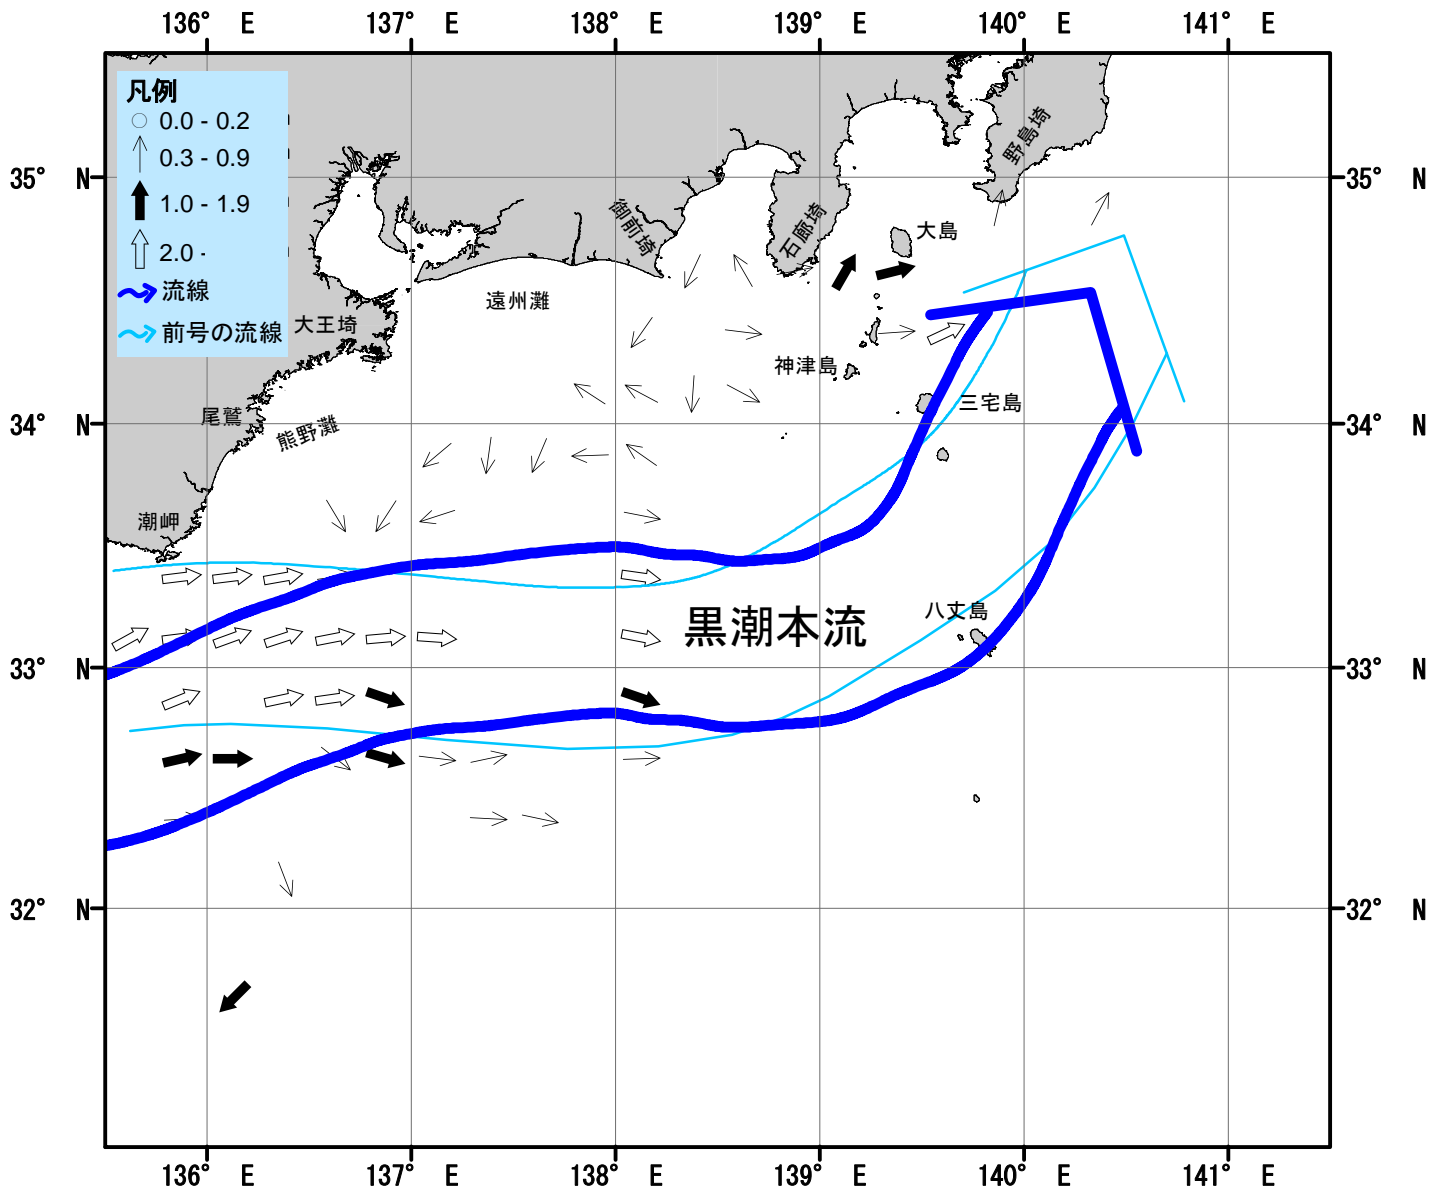 136° E 137° E 138° E 139° E 140° E 141° E
凡例
0.0 - 0.2
0.3 - 0.9
1.0 - 1.9
2.0 -
流線
前号の流線
35° N
35° N
野島埼
御前埼
石廊埼
大島
遠州灘
大王埼
神津島
三宅島
尾鷲
熊野灘
34° N
34° N
潮岬
八丈島
黒潮本流
33° N
33° N
32° N
32° N
136° E 137° E 138° E 139° E 140° E 141° E